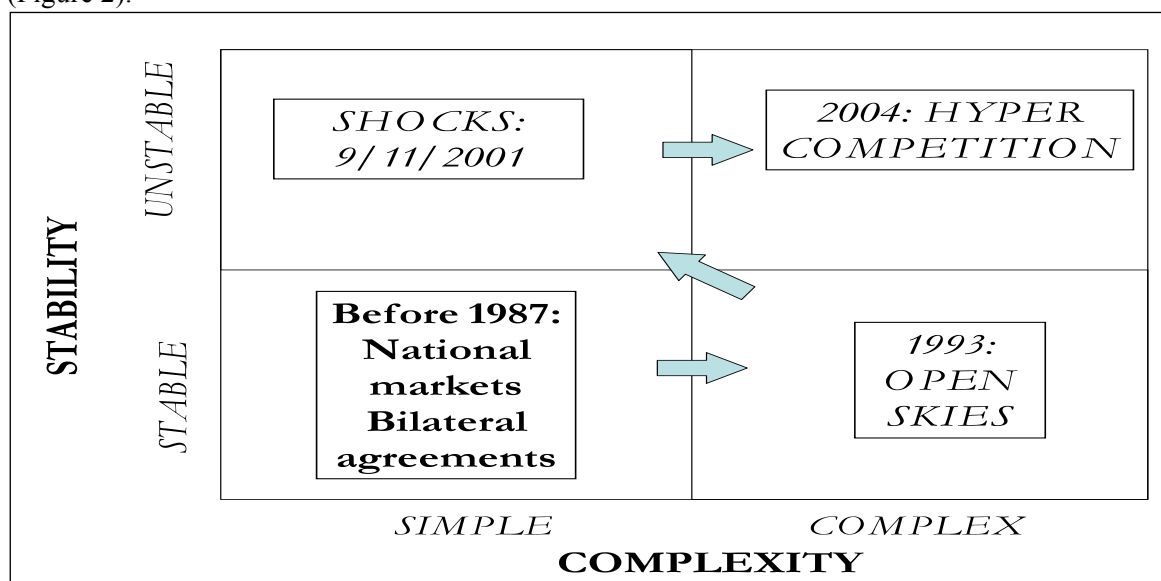 (Figure 2).
UNSTABLE
SHOCKS:
9/11/2001
2004: HYPER
COMPETITION
STABILITY
STABLE
Before 1987:
National
markets
Bilateral
agreements
1993:
OPEN
SKIES
SIMPLE
COMPLEX
COMPLEXITY